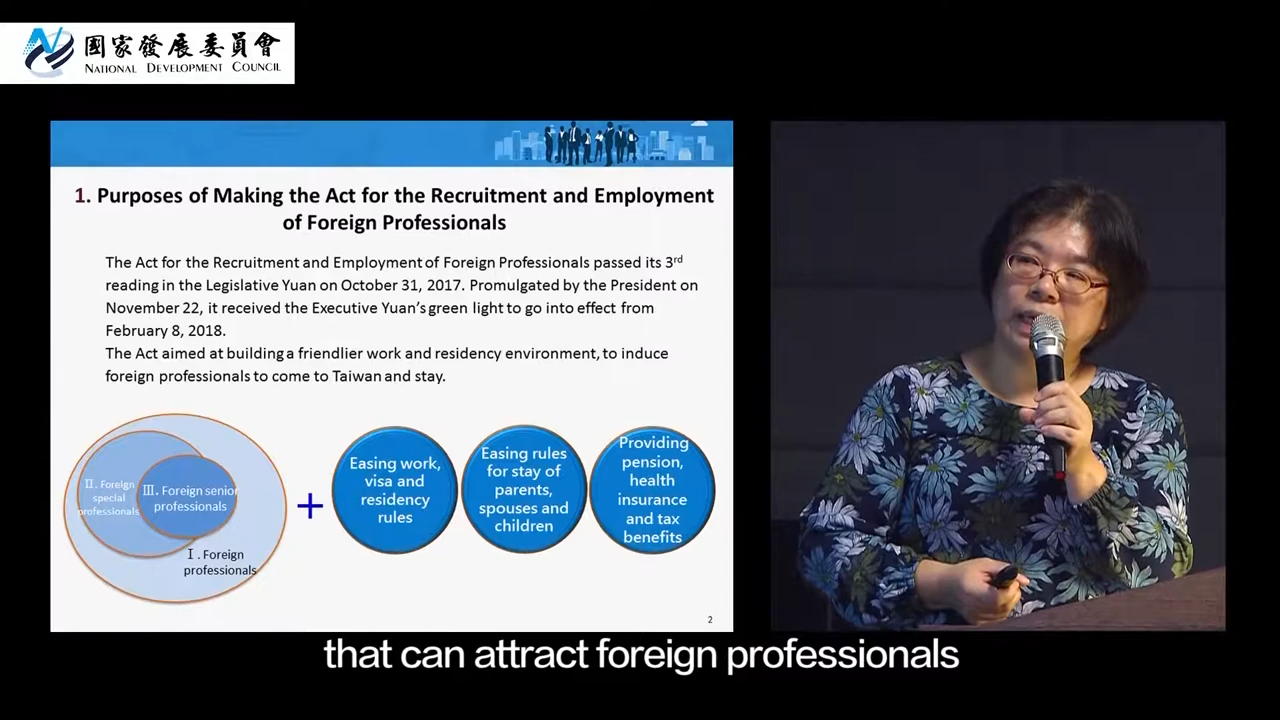 國家發展委員會
NATIONAL DEVELOPMENT COUNCIL
1. Purposes of Making the Act for the Recruitment and Employment
of Foreign Professionals
The Act for the Recruitment and Employment of Foreign Professionals passed its 3rd
reading in the Legislative Yuan on October 31, 2017. Promulgated by the President on
November 22, it received the Executive Yuan's green light to go into effect from
February 8, 2018.
The Act aimed at building a friendlier work and residency environment, to induce
foreign professionals to come to Taiwan and stay.
Ⅱ. Foreign
special
professionals
Ⅲ. Foreign senior
professionals
Ⅰ. Foreign
professionals
+
Easing work,
visa and
residency
rules
Easing rules
for stay of
parents,
spouses and
children
Providing
pension,
health
insurance
and tax
benefits
2
that can attract foreign professionals